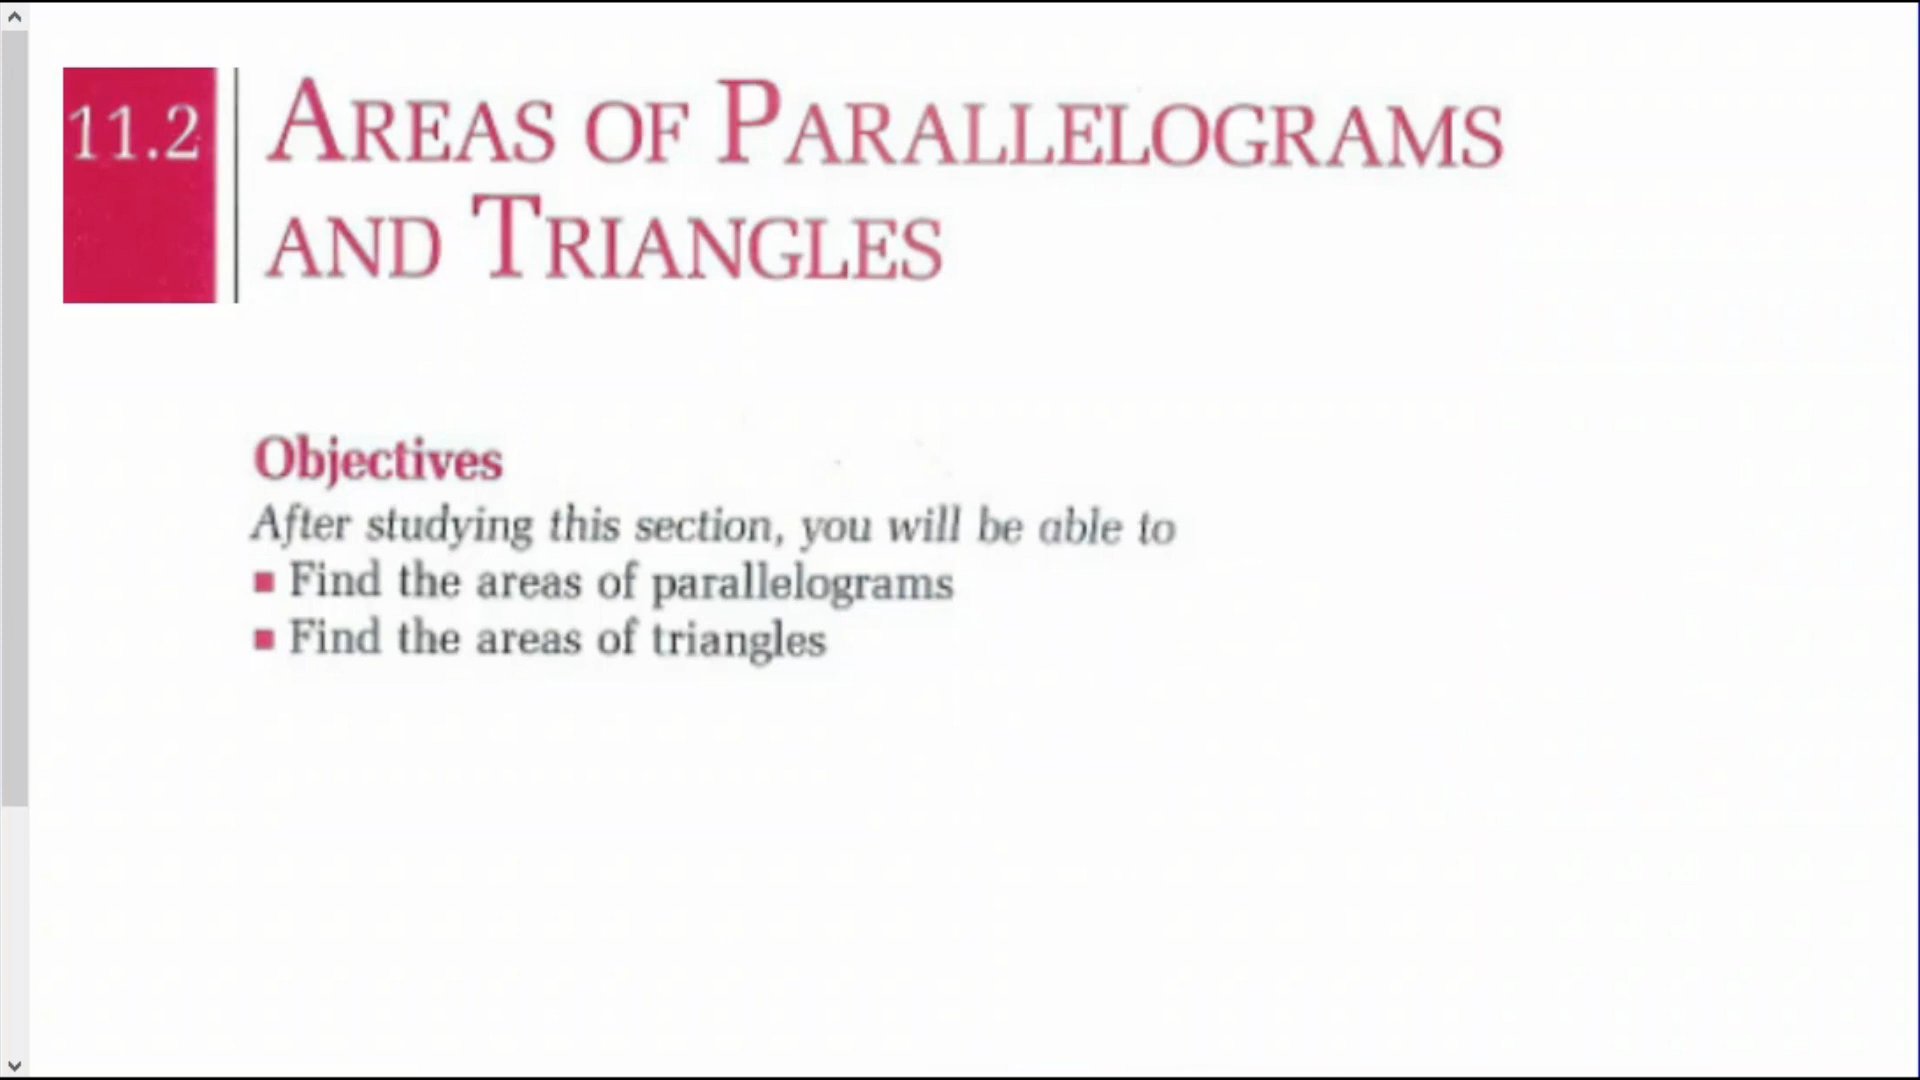 11.2
AREAS OF PARALLELOGRAMS
AND TRIANGLES
Objectives
After studying this section, you will be able to
■ Find the areas of parallelograms
■ Find the areas of triangles